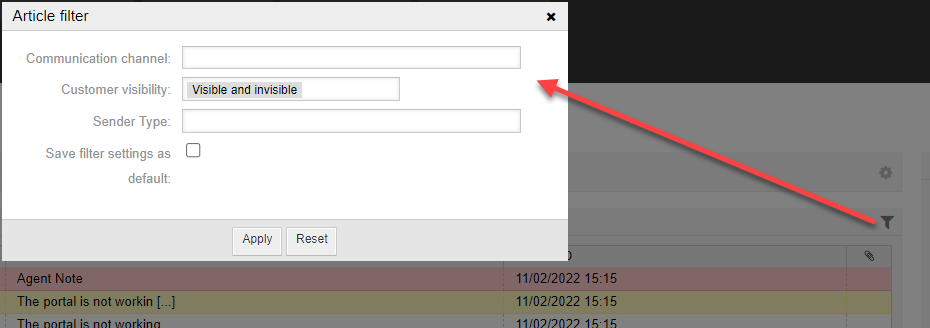 Article filter
Communication channel:
Customer visibility: Visible and invisible
Sender Type:
Save filter settings as
default:
Apply Reset
D
Agent Note 11/02/2022 15:15
The portal is not workin [...] 11/02/2022 15:15
The portal is not working 11/02/2022 15:15